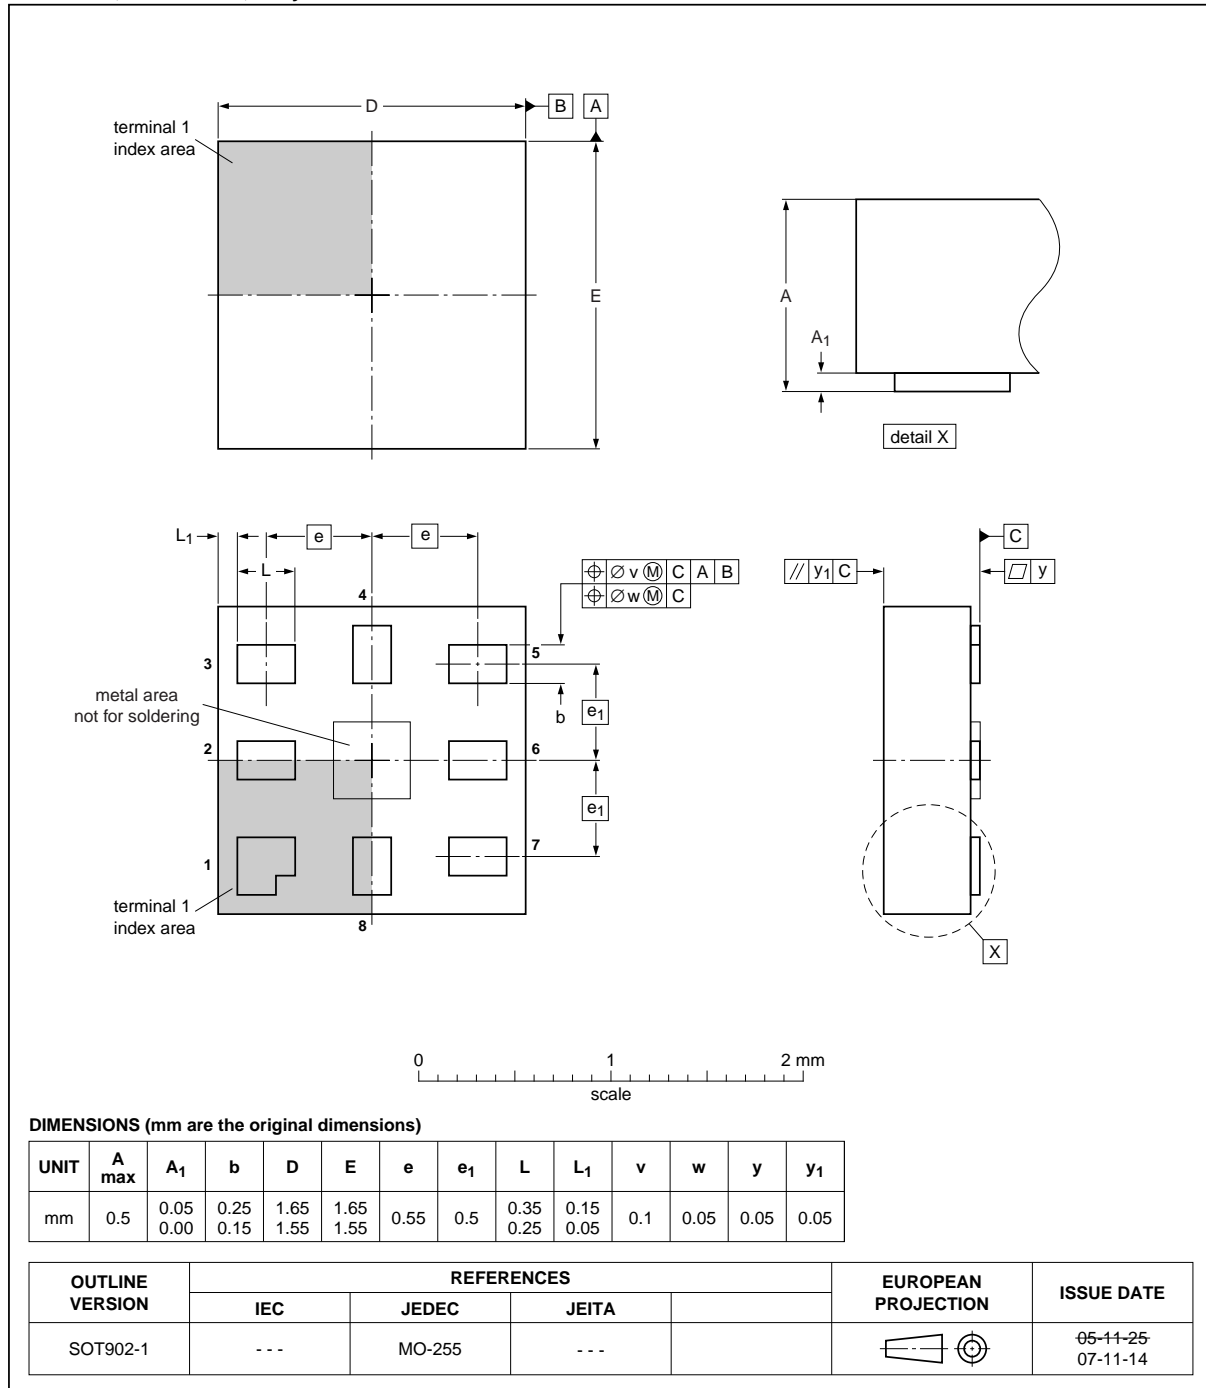 D
B
A
terminal 1
index area
E
A
A1
detail X
L1
e
e
L
C
⌖ ∅ v Ⓜ C A B
⌖ ∅ w Ⓜ C
// y1 C
▱ y
4
3
5
metal area
not for soldering
b
e1
2
6
e1
1
7
terminal 1
index area
8
X
0 1 2 mm
scale
DIMENSIONS (mm are the original dimensions)
UNIT A max A1 b D E e e1 L L1 v w y y1
mm 0.5 0.05 0.00 0.25 0.15 1.65 1.55 1.65 1.55 0.55 0.5 0.35 0.25 0.15 0.05 0.1 0.05 0.05 0.05
OUTLINE VERSION REFERENCES EUROPEAN PROJECTION ISSUE DATE
IEC JEDEC JEITA
SOT902-1 - - - MO-255 - - - 05-11-25
07-11-14